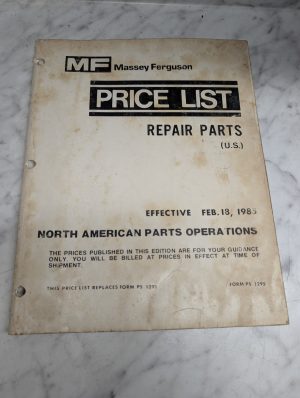 MF Massey Ferguson
PRICE LIST
REPAIR PARTS
(U.S.)
EFFECTIVE FEB. 18, 1985
NORTH AMERICAN PARTS OPERATIONS
THE PRICES PUBLISHED IN THIS EDITION ARE FOR YOUR GUIDANCE
ONLY. YOU WILL BE BILLED AT PRICES IN EFFECT AT TIME OF
SHIPMENT.
THIS PRICE LIST REPLACES FORM PS
FORM PS 1295